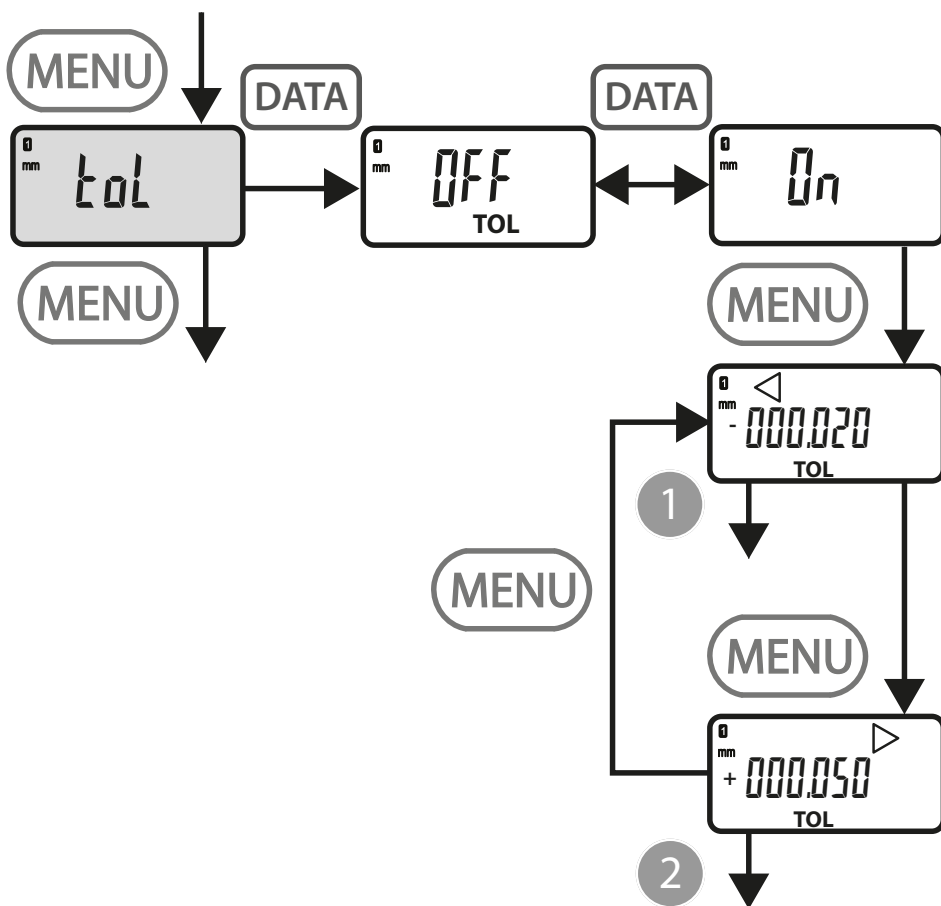 MENU
DATA
DATA
1
mm
toL
1
mm
OFF
TOL
1
mm
On
MENU
MENU
1
mm
- 000.020
TOL
1
MENU
MENU
1
mm
+ 000.050
TOL
2